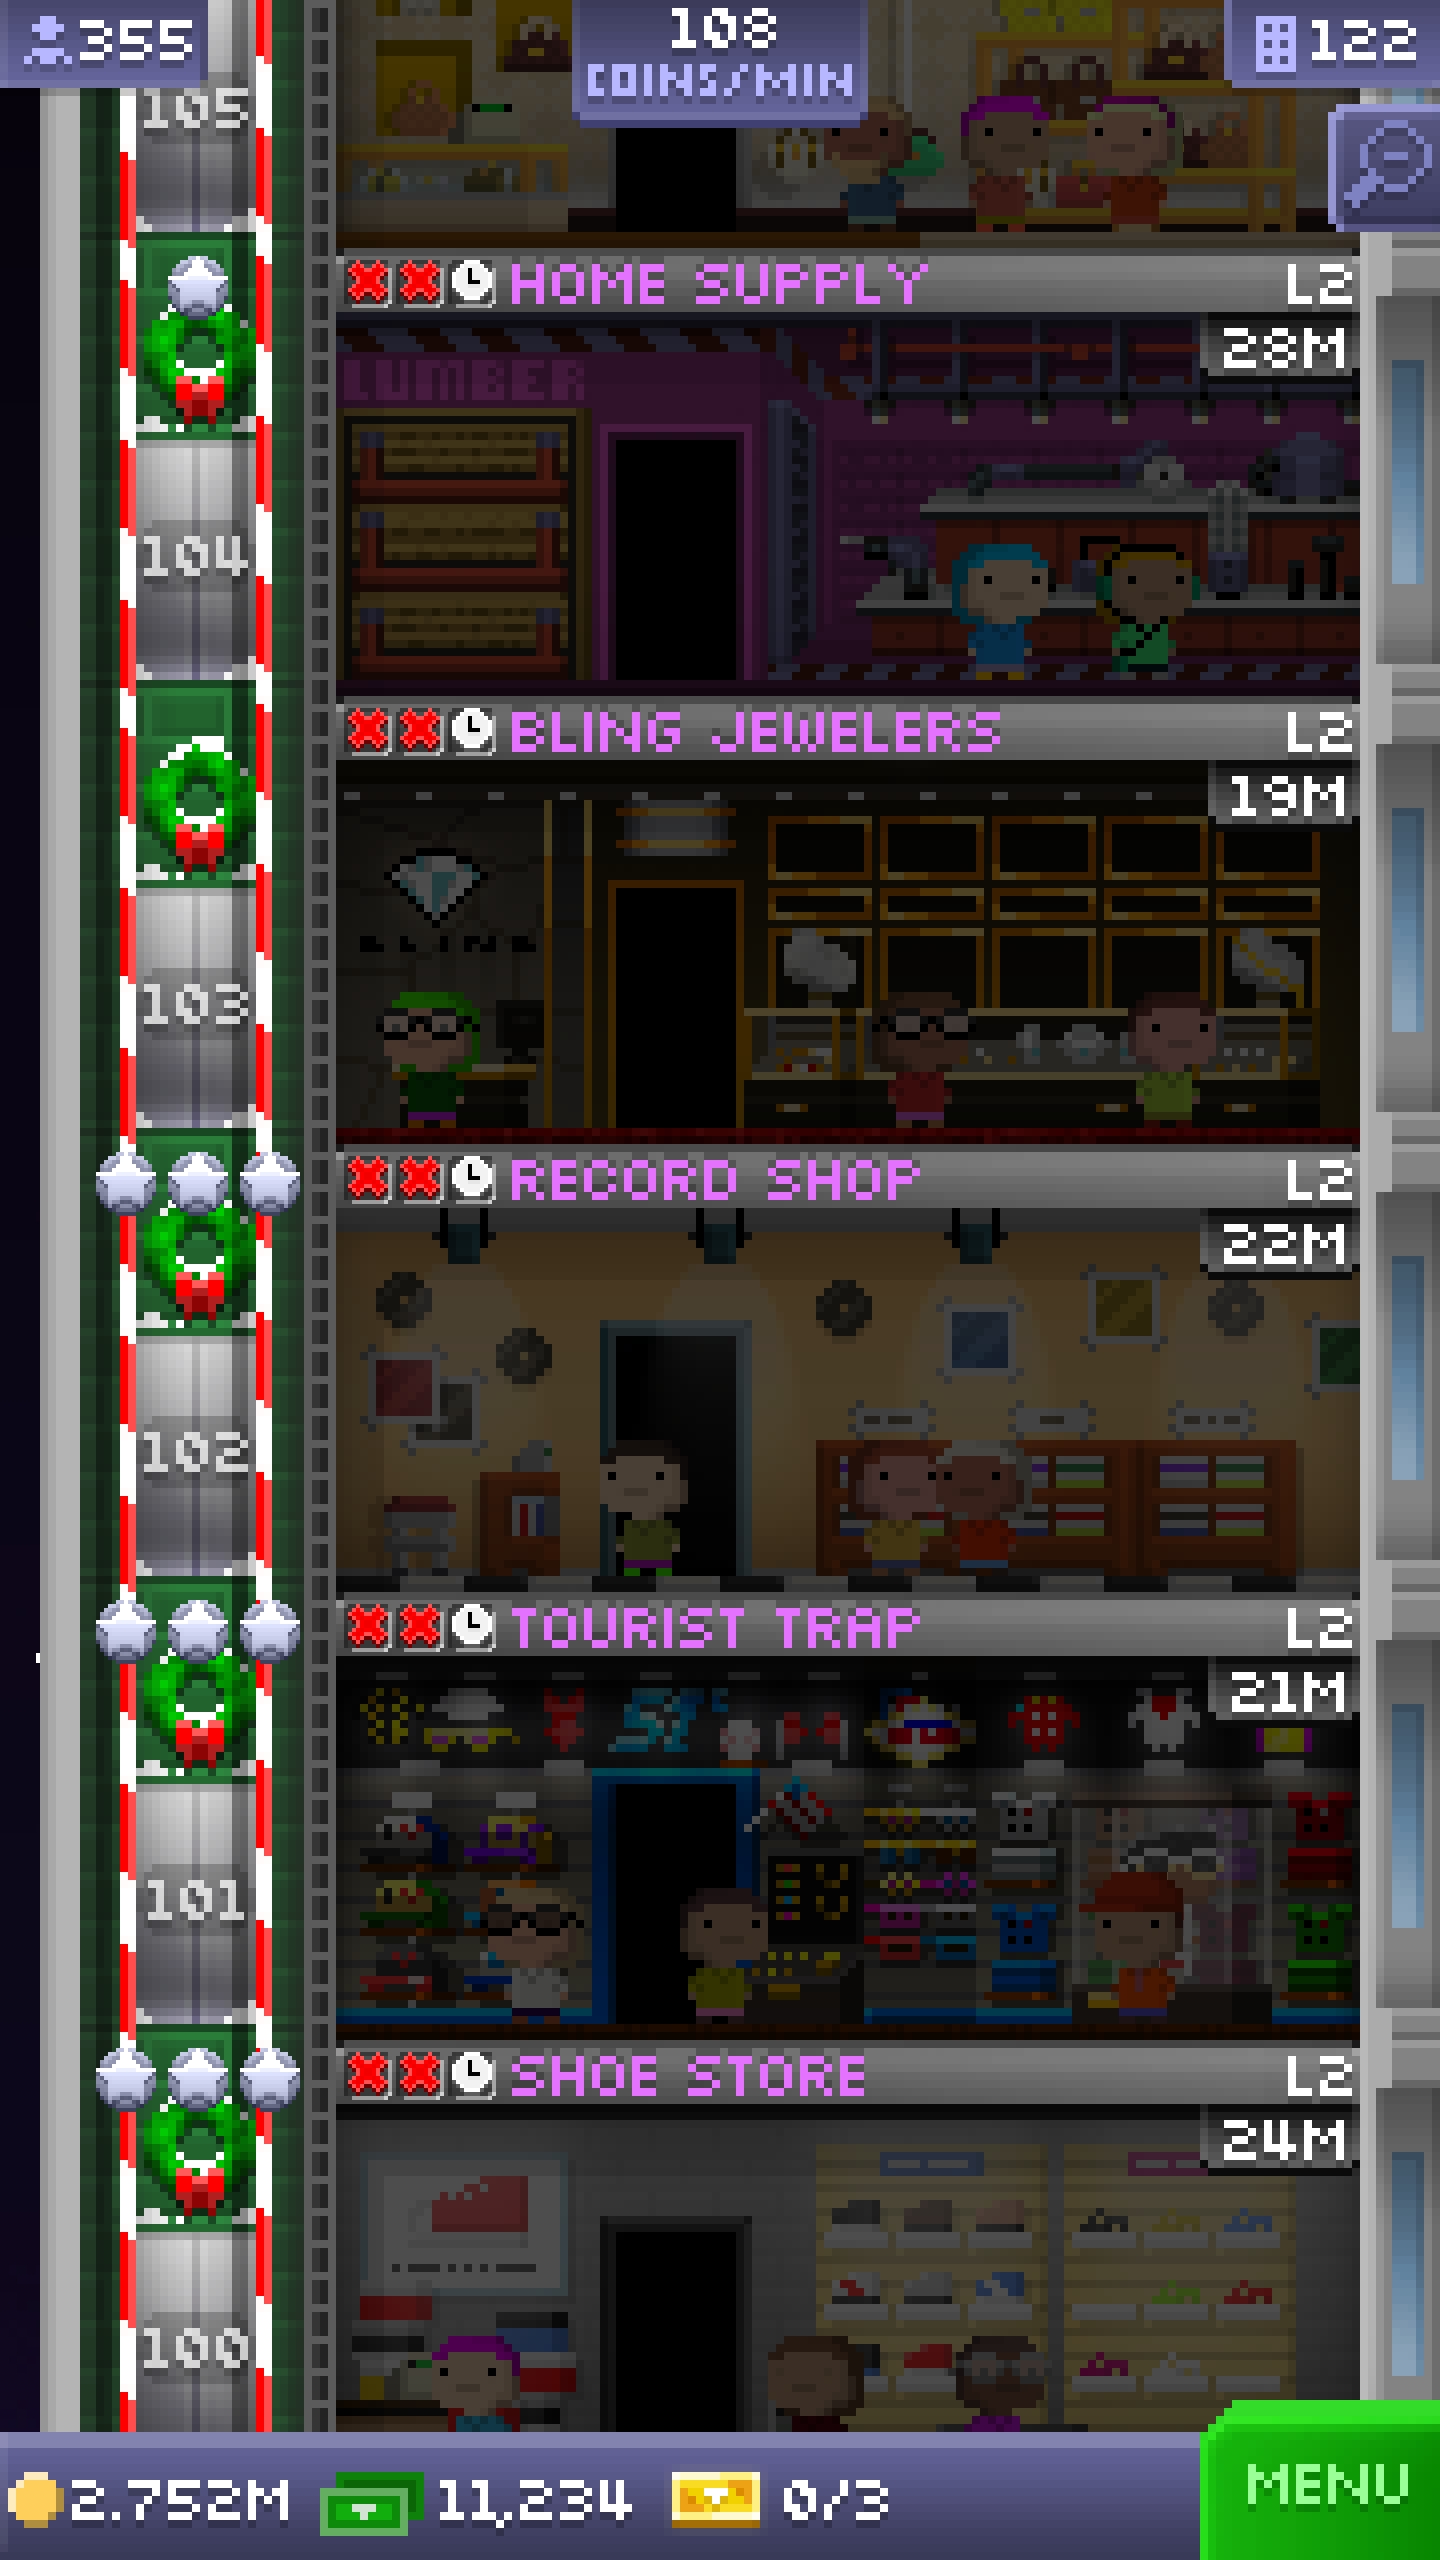 355
108
COINS/MIN
122
105
HOME SUPPLY L2
28M
LUMBER
104
BLING JEWELERS L2
19M
BLING
103
RECORD SHOP L2
22M
102
TOURIST TRAP L2
21M
101
SHOE STORE L2
24M
100
2.752M 11,234 0/3
MENU